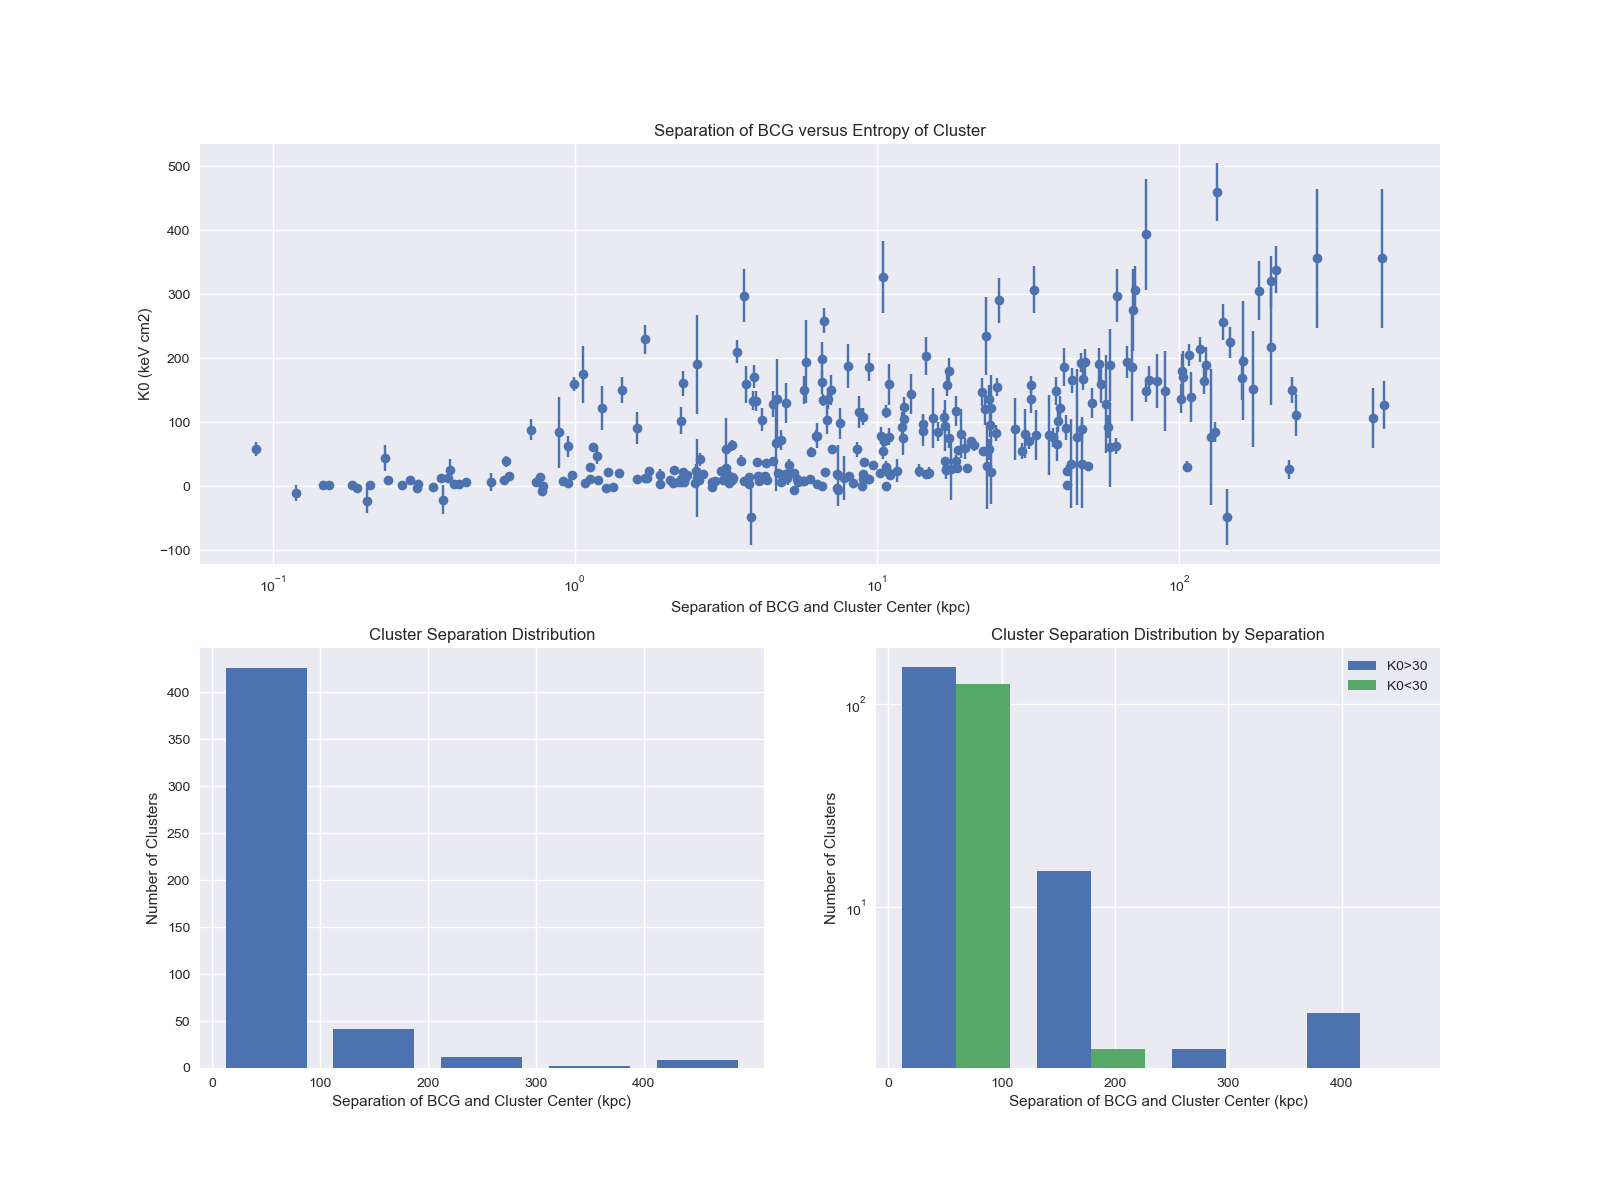 Separation of BCG versus Entropy of Cluster
K0 (keV cm2)
500
400
300
200
100
0
−100
10−1
100
101
102
Separation of BCG and Cluster Center (kpc)
Cluster Separation Distribution
Number of Clusters
400
350
300
250
200
150
100
50
0
0 100 200 300 400
Separation of BCG and Cluster Center (kpc)
Cluster Separation Distribution by Separation
K0>30
K0<30
Number of Clusters
102
101
0 100 200 300 400
Separation of BCG and Cluster Center (kpc)